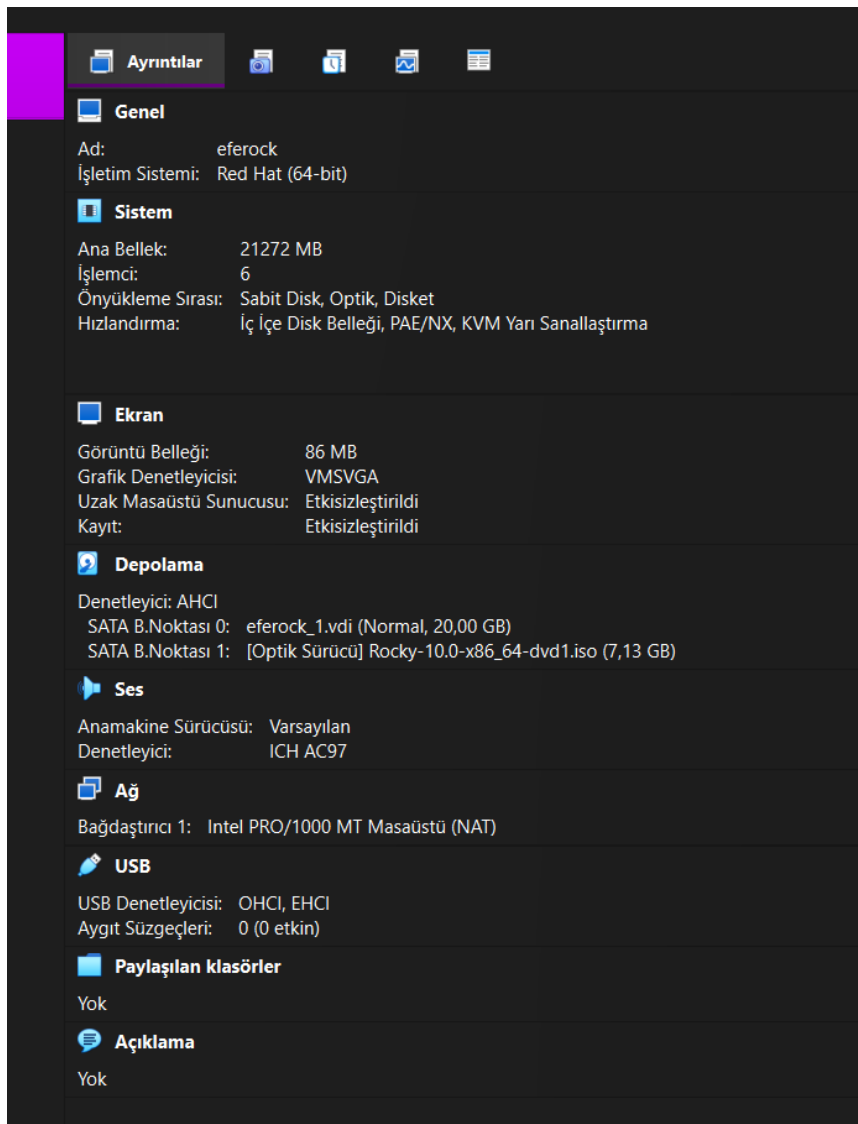 Ayrıntılar
Genel
Ad: eferock
İşletim Sistemi: Red Hat (64-bit)
Sistem
Ana Bellek: 21272 MB
İşlemci: 6
Önyükleme Sırası: Sabit Disk, Optik, Disket
Hızlandırma: İç İçe Disk Belleği, PAE/NX, KVM Yarı Sanallaştırma
Ekran
Görüntü Belleği: 86 MB
Grafik Denetleyicisi: VMSVGA
Uzak Masaüstü Sunucusu: Etkisizleştirildi
Kayıt: Etkisizleştirildi
Depolama
Denetleyici: AHCI
SATA B.Noktası 0: eferock_1.vdi (Normal, 20,00 GB)
SATA B.Noktası 1: [Optik Sürücü] Rocky-10.0-x86_64-dvd1.iso (7,13 GB)
Ses
Anamakine Sürücüsü: Varsayılan
Denetleyici: ICH AC97
Ağ
Bağdaştırıcı 1: Intel PRO/1000 MT Masaüstü (NAT)
USB
USB Denetleyicisi: OHCI, EHCI
Aygıt Süzgeçleri: 0 (0 etkin)
Paylaşılan klasörler
Yok
Açıklama
Yok